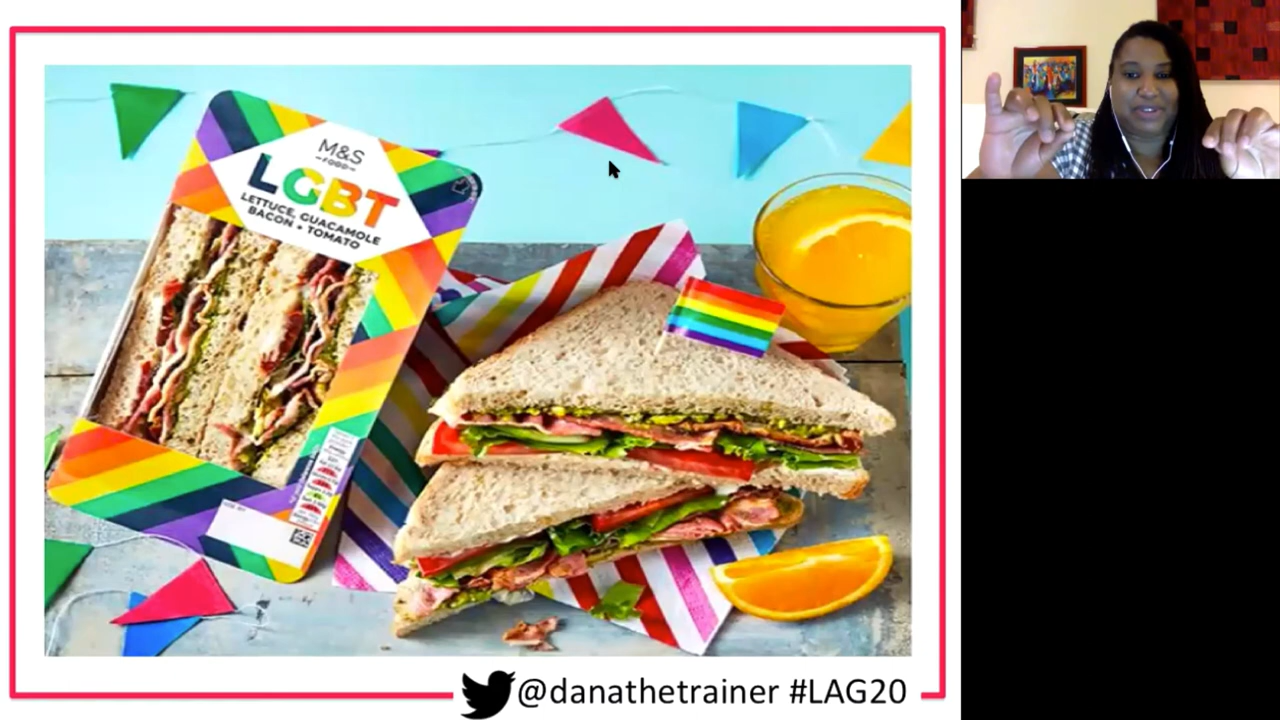 M&S
FOOD
LGBT
LETTUCE, GUACAMOLE
BACON + TOMATO
@danathetrainer #LAG20